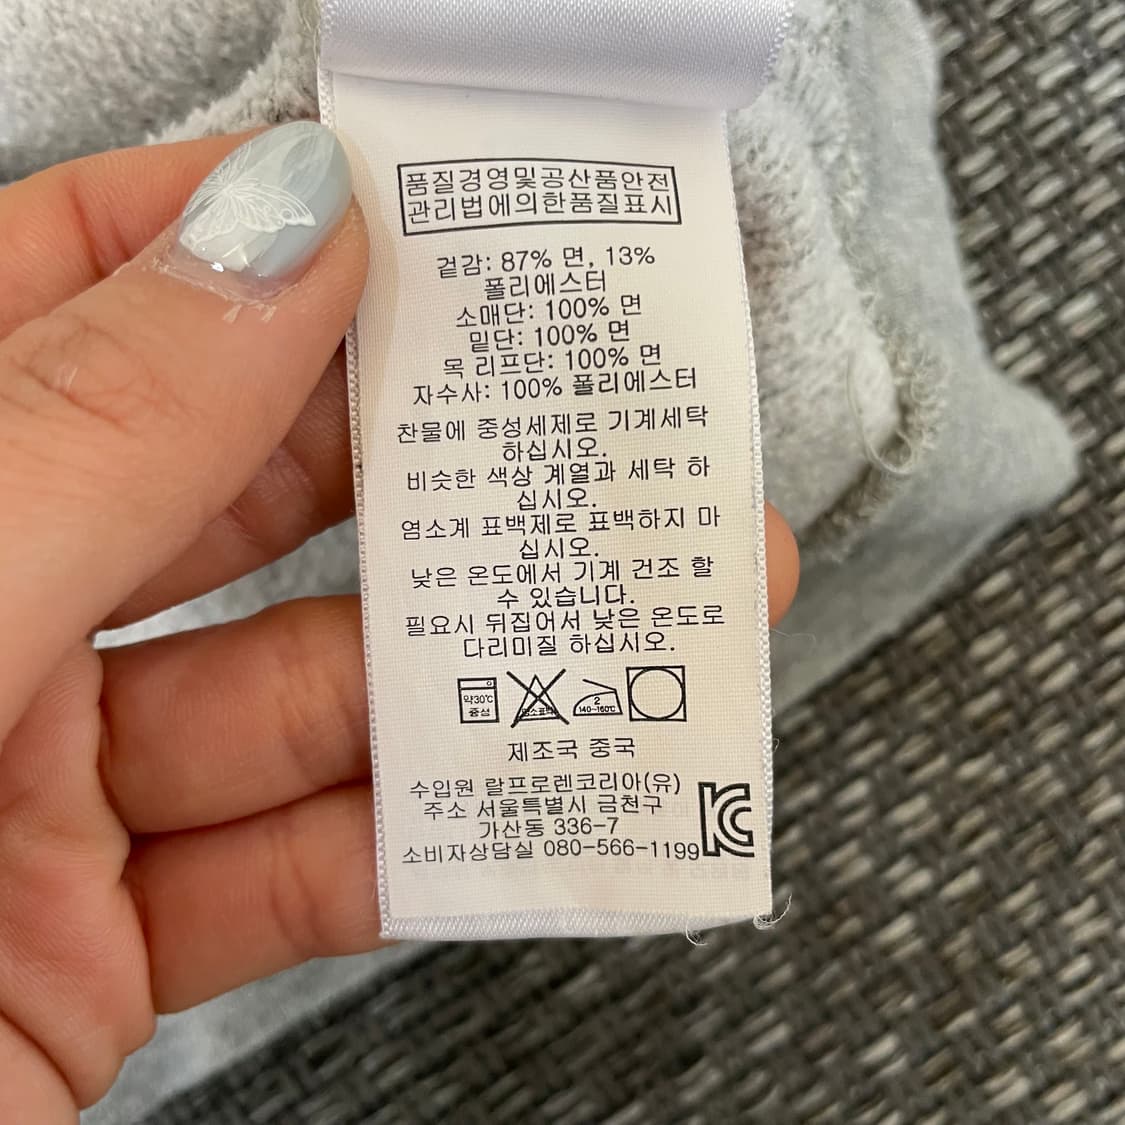 품질경영및공산품안전
관리법에의한품질표시
겉감: 87% 면, 13%
폴리에스터
소매단: 100% 면
밑단: 100% 면
목 리프단: 100% 면
자수사: 100% 폴리에스터
찬물에 중성세제로 기계세탁
하십시오.
비슷한 색상 계열과 세탁 하
십시오.
염소계 표백제로 표백하지 마
십시오.
낮은 온도에서 기계 건조 할
수 있습니다.
필요시 뒤집어서 낮은 온도로
다리미질 하십시오.
약30℃
중성
염소표백
2
140~160℃
제조국 중국
수입원 랄프로렌코리아(유)
주소 서울특별시 금천구
가산동 336-7
소비자상담실 080-566-1199